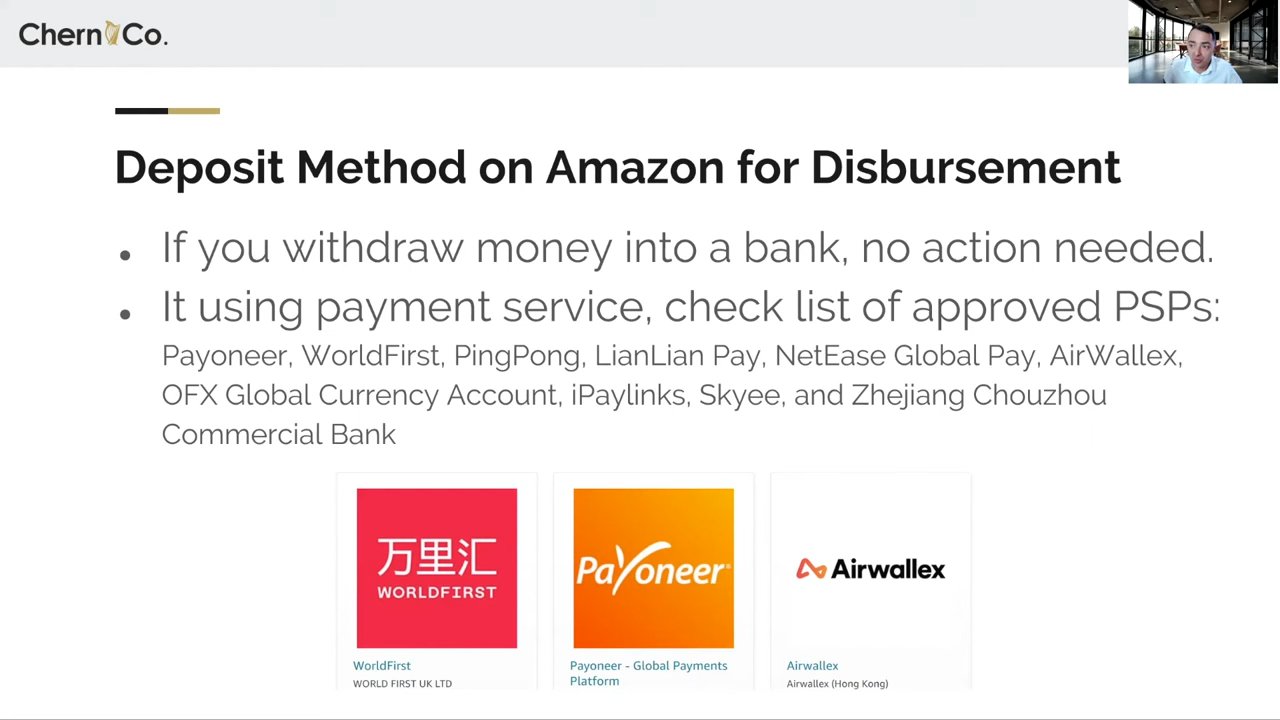 Chern Co.
Deposit Method on Amazon for Disbursement
● If you withdraw money into a bank, no action needed.
● It using payment service, check list of approved PSPs:
Payoneer, WorldFirst, PingPong, LianLian Pay, NetEase Global Pay, AirWallex,
OFX Global Currency Account, iPaylinks, Skyee, and Zhejiang Chouzhou
Commercial Bank
万里汇
WORLDFIRST
WorldFirst
WORLD FIRST UK LTD
Payoneer®
Payoneer - Global Payments
Platform
Airwallex
Airwallex
Airwallex (Hong Kong)